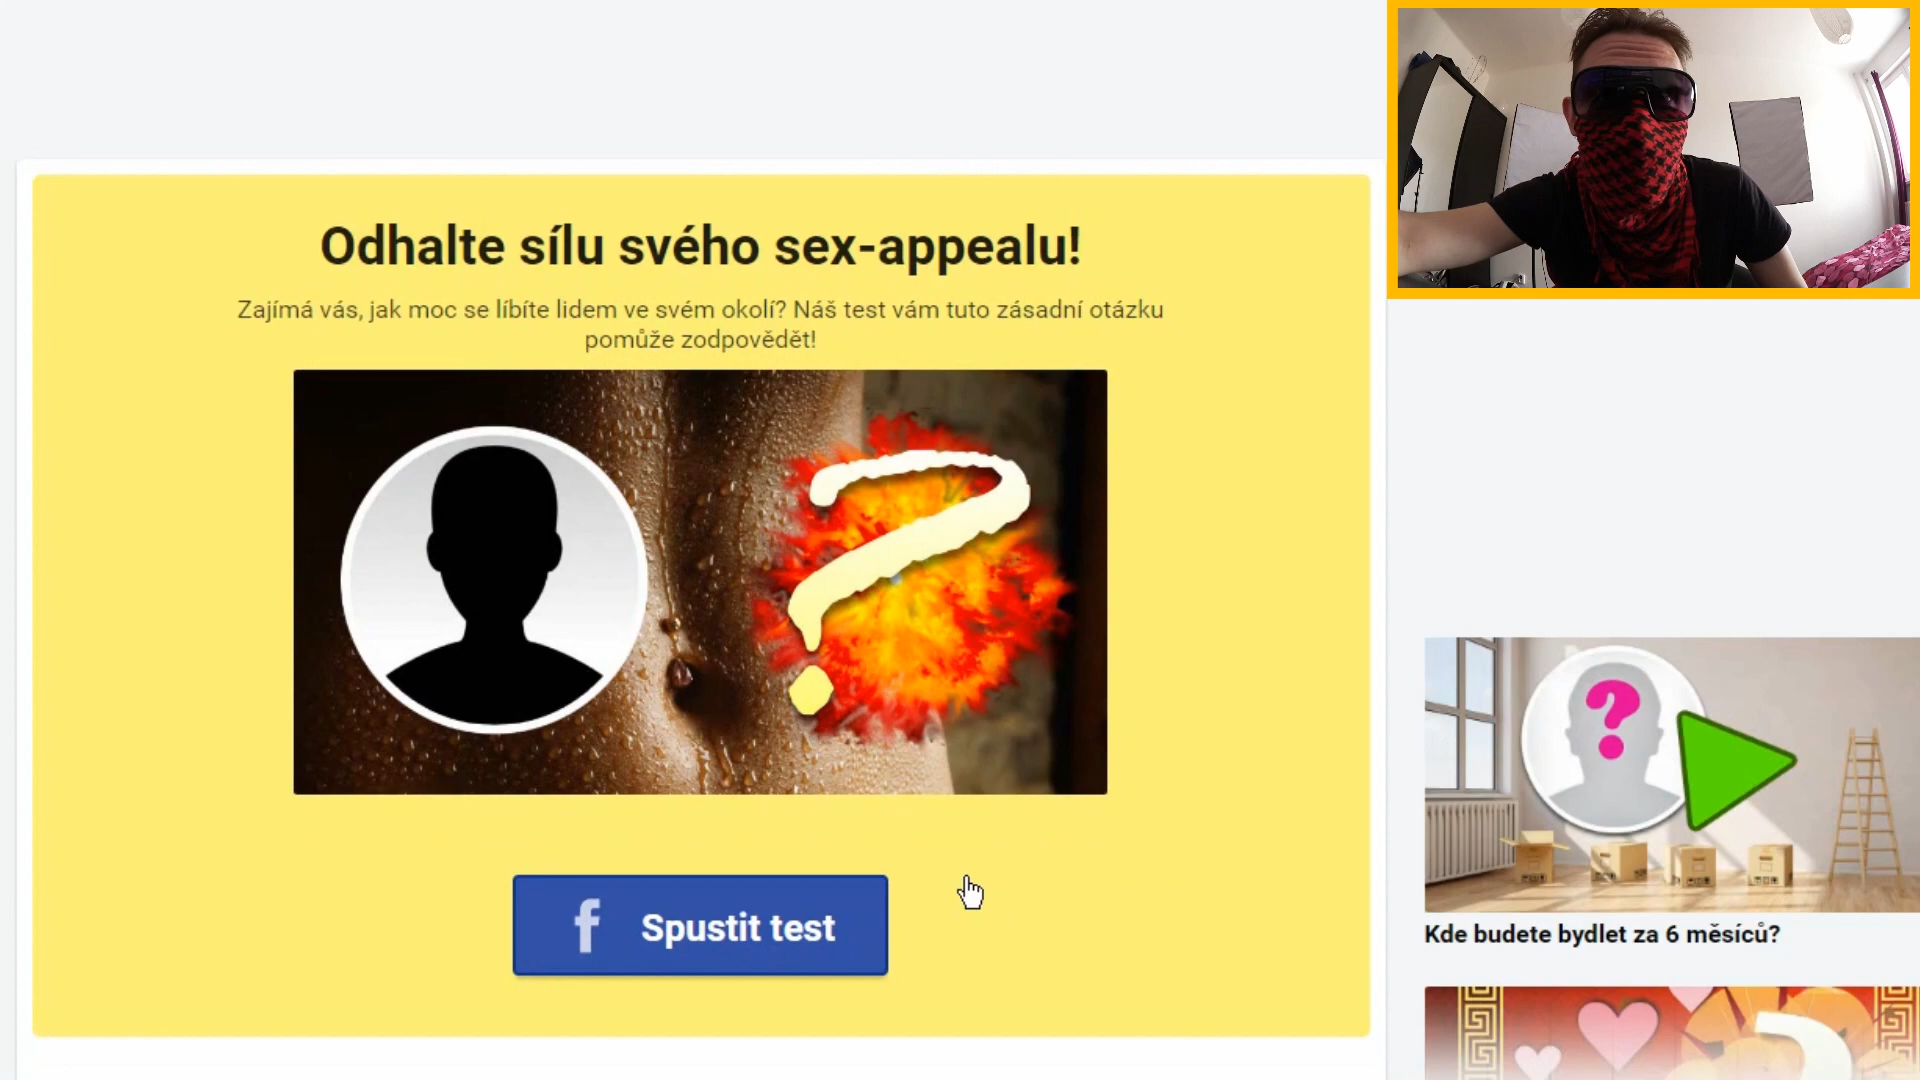 Odhalte sílu svého sex-appealu!
Zajímá vás, jak moc se líbíte lidem ve svém okolí? Náš test vám tuto zásadní otázku
pomůže zodpovědět!
f Spustit test
Kde budete bydlet za 6 měsíců?